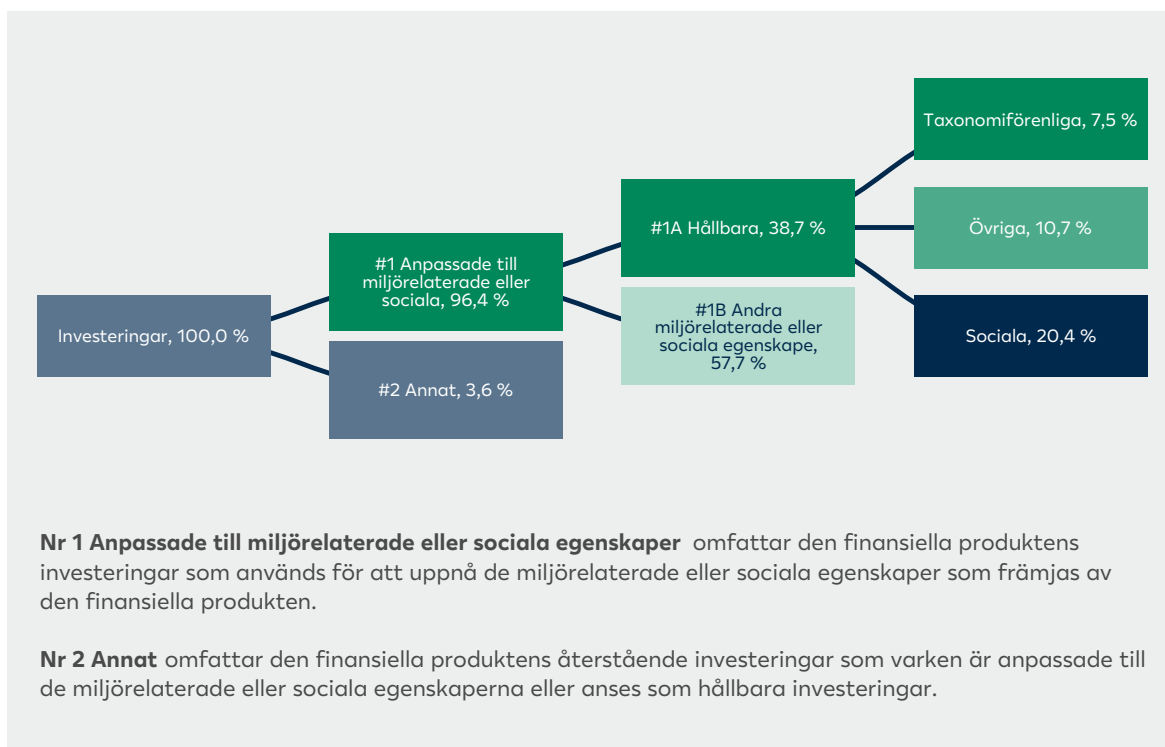 Investeringar, 100,0 %
#1 Anpassade till
miljörelaterade eller
sociala, 96,4 %
#2 Annat, 3,6 %
#1A Hållbara, 38,7 %
#1B Andra
miljörelaterade eller
sociala egenskape,
57,7 %
Taxonomiförenliga, 7,5 %
Övriga, 10,7 %
Sociala, 20,4 %
Nr 1 Anpassade till miljörelaterade eller sociala egenskaper omfattar den finansiella produktens
investeringar som används för att uppnå de miljörelaterade eller sociala egenskaper som främjas av
den finansiella produkten.
Nr 2 Annat omfattar den finansiella produktens återstående investeringar som varken är anpassade till
de miljörelaterade eller sociala egenskaperna eller anses som hållbara investeringar.